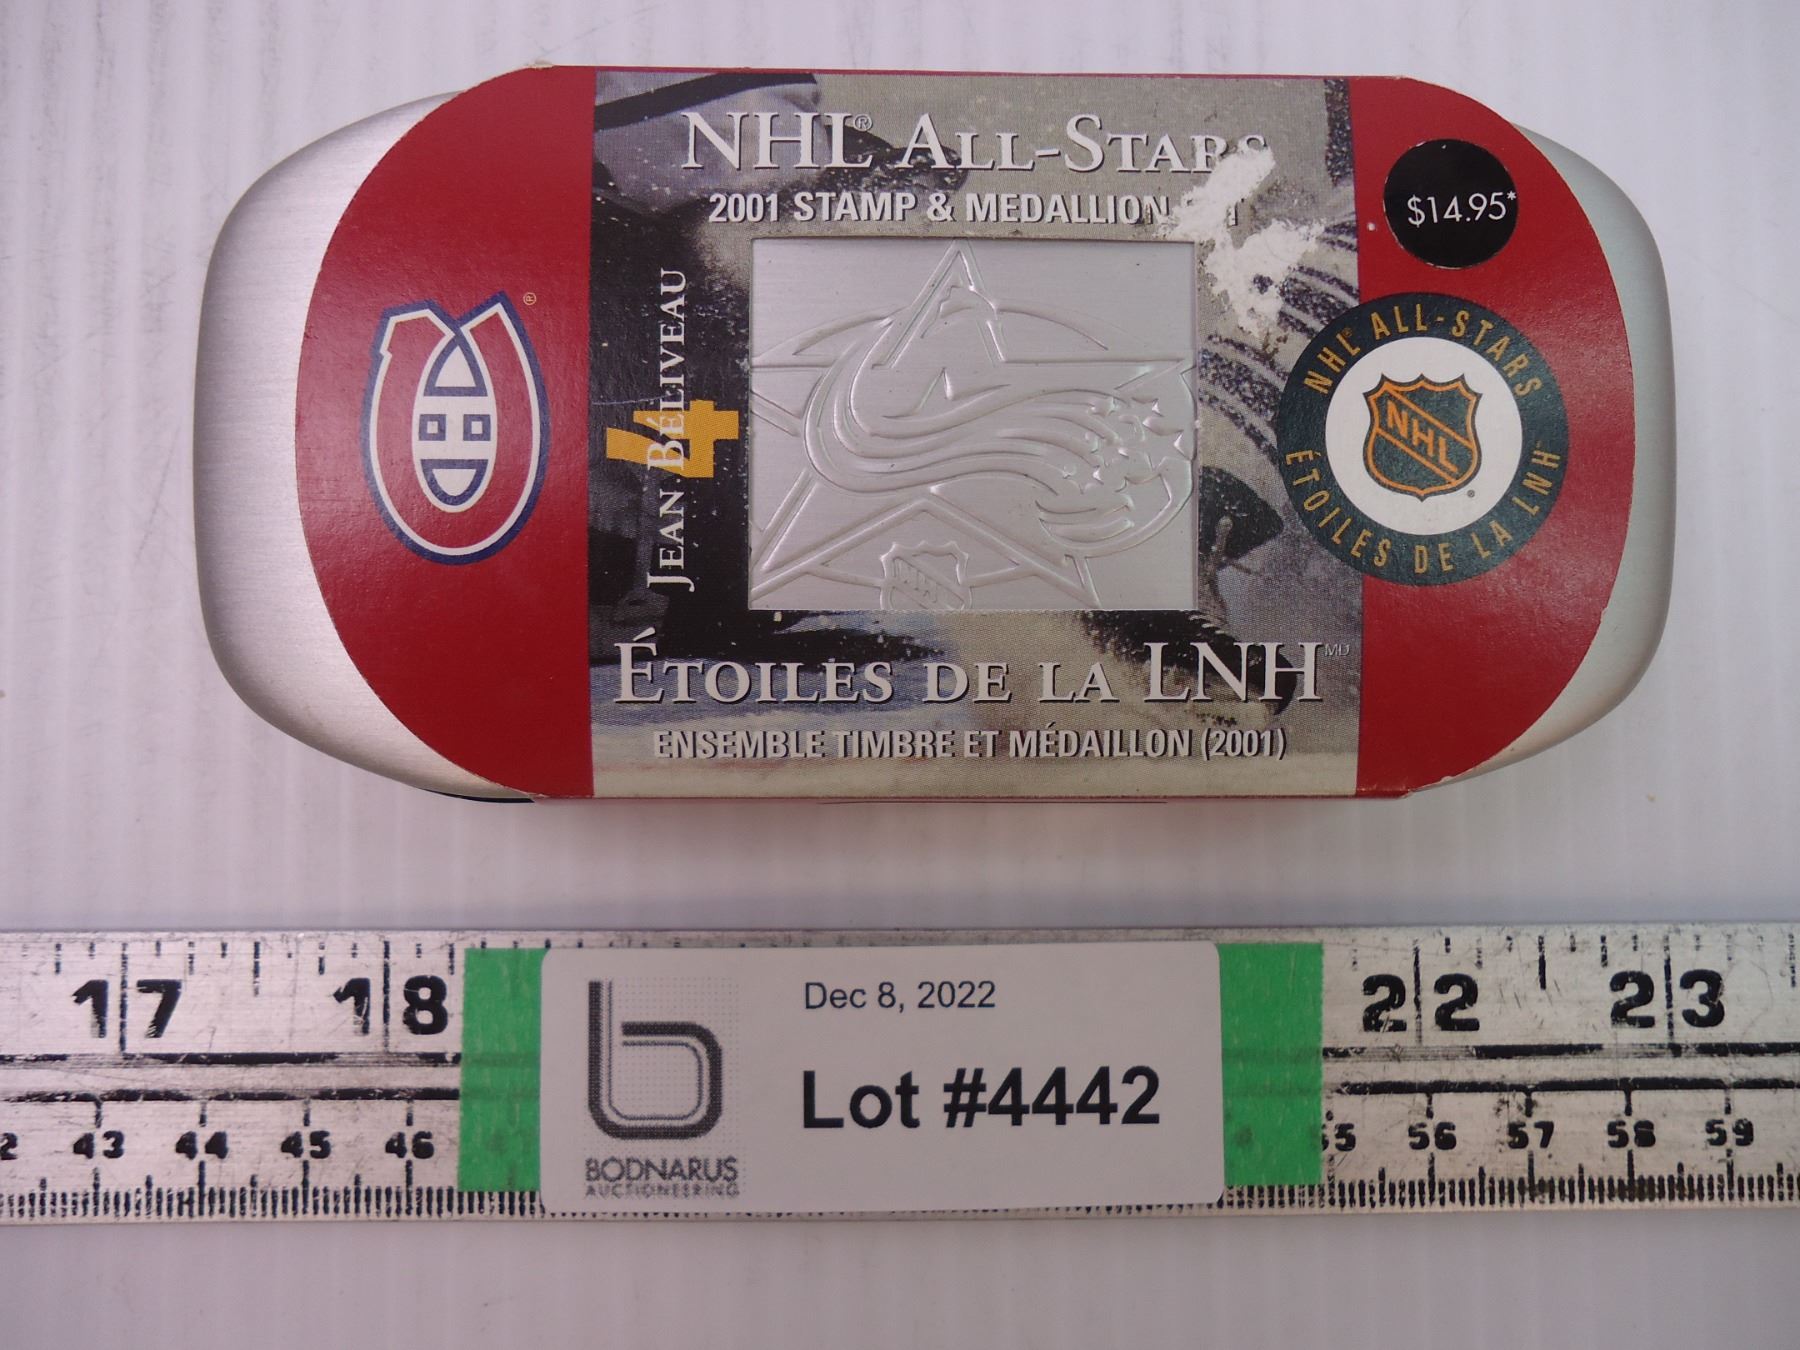 NHL® ALL-STARS
2001 STAMP & MEDALLION
$14.95*
JEAN BÉLIVEAU
4
®
NHL® ALL-STARS
NHL
ÉTOILES DE LA LNH
NHL
ÉTOILES DE LA LNH MD
ENSEMBLE TIMBRE ET MÉDAILLON (2001)
17 18 22 23
Dec 8, 2022
Lot #4442
b
BODNARUS
AUCTIONEERING
43 44 45 46 56 57 58 59